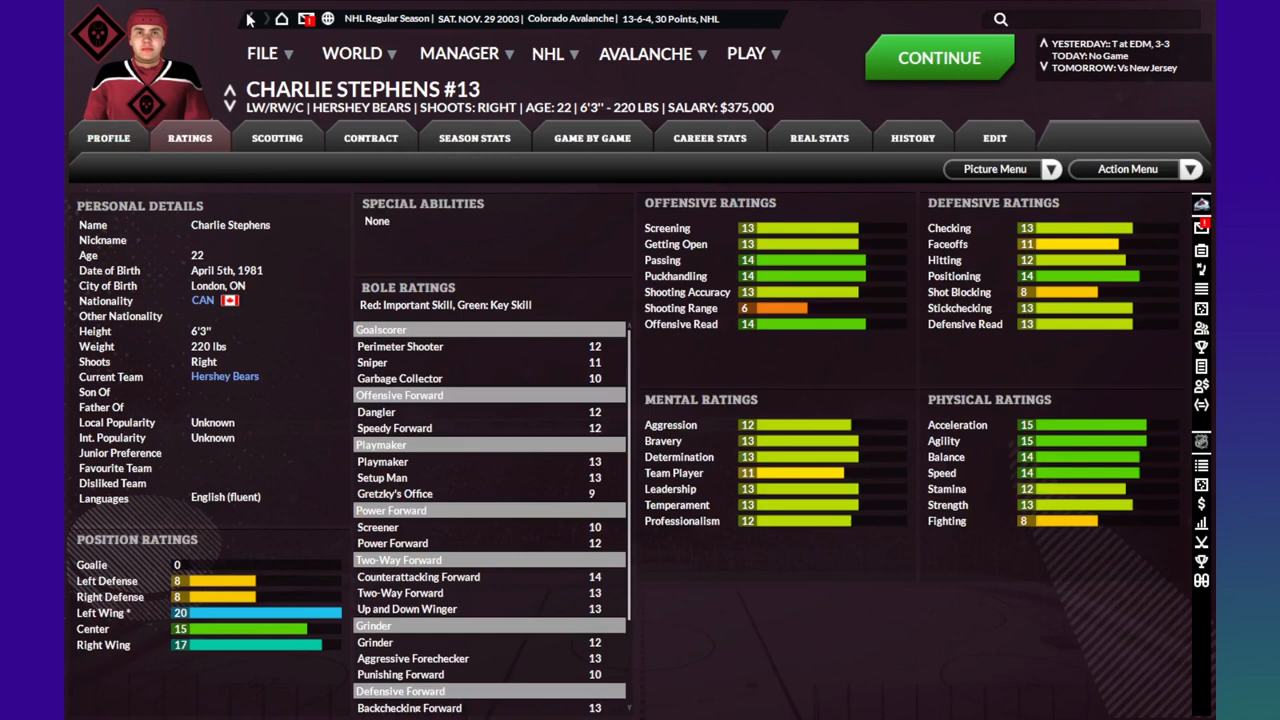 NHL Regular Season | SAT. NOV. 29 2003 | Colorado Avalanche | 13-6-4, 30 Points, NHL
FILE WORLD MANAGER NHL AVALANCHE PLAY
CONTINUE
YESTERDAY:: T at EDM, 3-3
TODAY: No Game
TOMORROW: Vs New Jersey
CHARLIE STEPHENS #13
LW/RW/C | HERSHEY BEARS | SHOOTS: RIGHT | AGE: 22 | 6'3" - 220 LBS | SALARY: $375,000
PROFILE RATINGS SCOUTING CONTRACT SEASON STATS GAME BY GAME CAREER STATS REAL STATS HISTORY EDIT
Picture Menu Action Menu
PERSONAL DETAILS
Name Charlie Stephens
Nickname
Age 22
Date of Birth April 5th, 1981
City of Birth London, ON
Nationality CAN
Other Nationality
Height 6'3"
Weight 220 lbs
Shoots Right
Current Team Hershey Bears
Son Of
Father Of
Local Popularity Unknown
Int. Popularity Unknown
Junior Preference
Favourite Team
Disliked Team
Languages English (fluent)
POSITION RATINGS
Goalie 0
Left Defense 8
Right Defense 8
Left Wing * 20
Center 15
Right Wing 17
SPECIAL ABILITIES
None
ROLE RATINGS
Red: Important Skill, Green: Key Skill
Goalscorer
Perimeter Shooter 12
Sniper 11
Garbage Collector 10
Offensive Forward
Dangler 12
Speedy Forward 12
Playmaker
Playmaker 13
Setup Man 13
Gretzky's Office 9
Power Forward
Screener 10
Power Forward 12
Two-Way Forward
Counterattacking Forward 14
Two-Way Forward 13
Up and Down Winger 13
Grinder
Grinder 12
Aggressive Forechecker 13
Punishing Forward 10
Defensive Forward
Backchecking Forward 13
OFFENSIVE RATINGS
Screening 13
Getting Open 13
Passing 14
Puckhandling 14
Shooting Accuracy 13
Shooting Range 6
Offensive Read 14
DEFENSIVE RATINGS
Checking 13
Faceoffs 11
Hitting 12
Positioning 14
Shot Blocking 8
Stickchecking 13
Defensive Read 13
MENTAL RATINGS
Aggression 12
Bravery 13
Determination 13
Team Player 11
Leadership 13
Temperament 13
Professionalism 12
PHYSICAL RATINGS
Acceleration 15
Agility 15
Balance 14
Speed 14
Stamina 12
Strength 13
Fighting 8